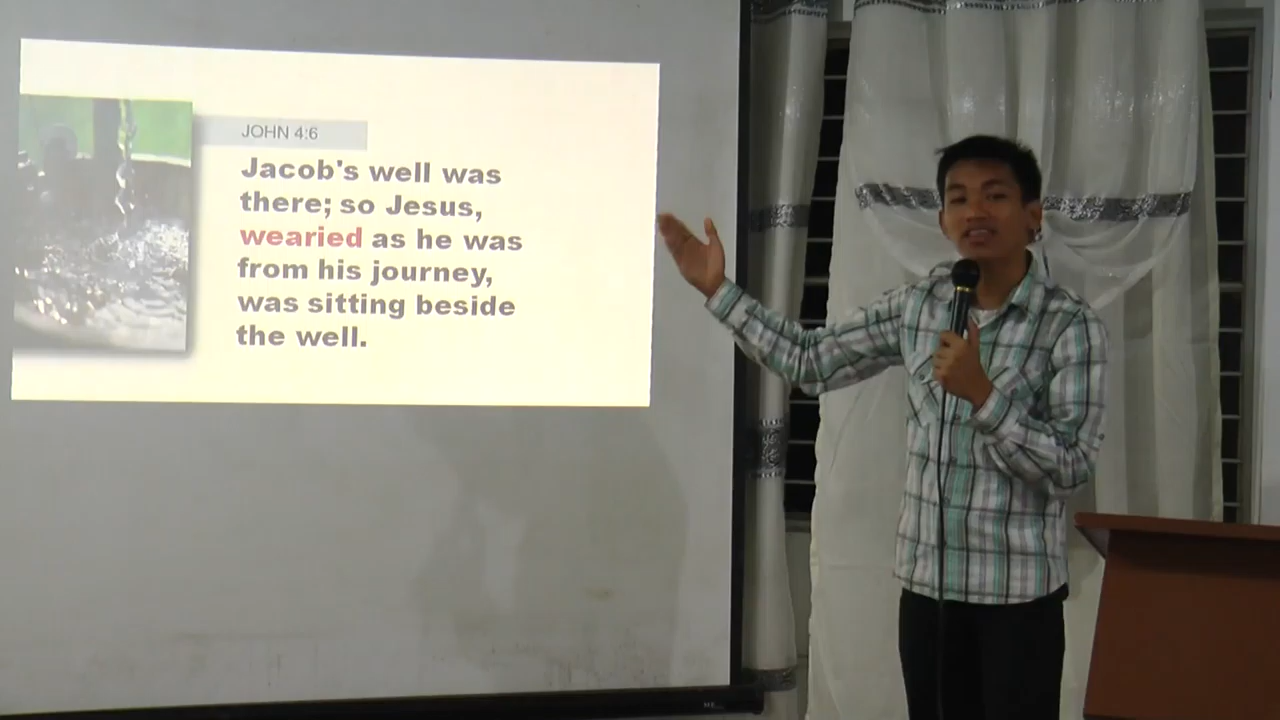 JOHN 4:6
Jacob's well was
there; so Jesus,
wearied as he was
from his journey,
was sitting beside
the well.